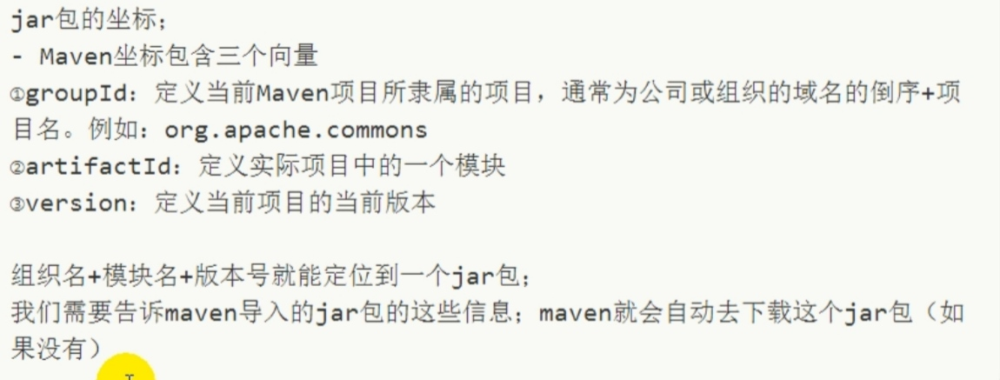 jar包的坐标；
- Maven坐标包含三个向量
①groupId：定义当前Maven项目所隶属的项目，通常为公司或组织的域名的倒序+项
目名。例如：org.apache.commons
②artifactId：定义实际项目中的一个模块
③version：定义当前项目的当前版本
组织名+模块名+版本号就能定位到一个jar包；
我们需要告诉maven导入的jar包的这些信息；maven就会自动去下载这个jar包（如
果没有）